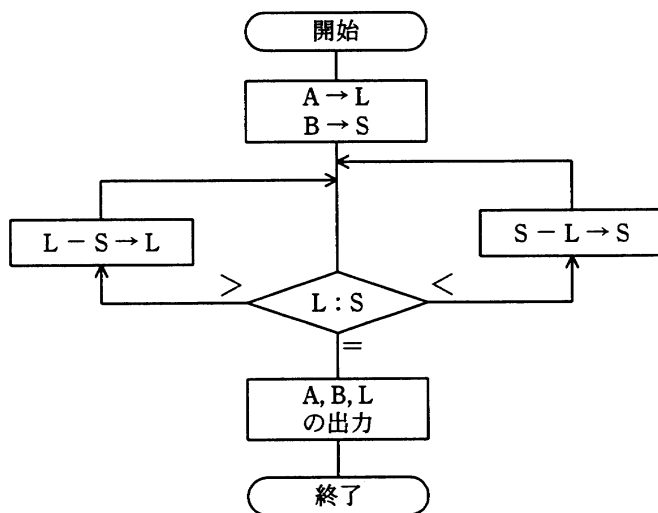 開始
A → L
B → S
L − S → L
S − L → S
>
L : S
<
=
A, B, L
の出力
終了